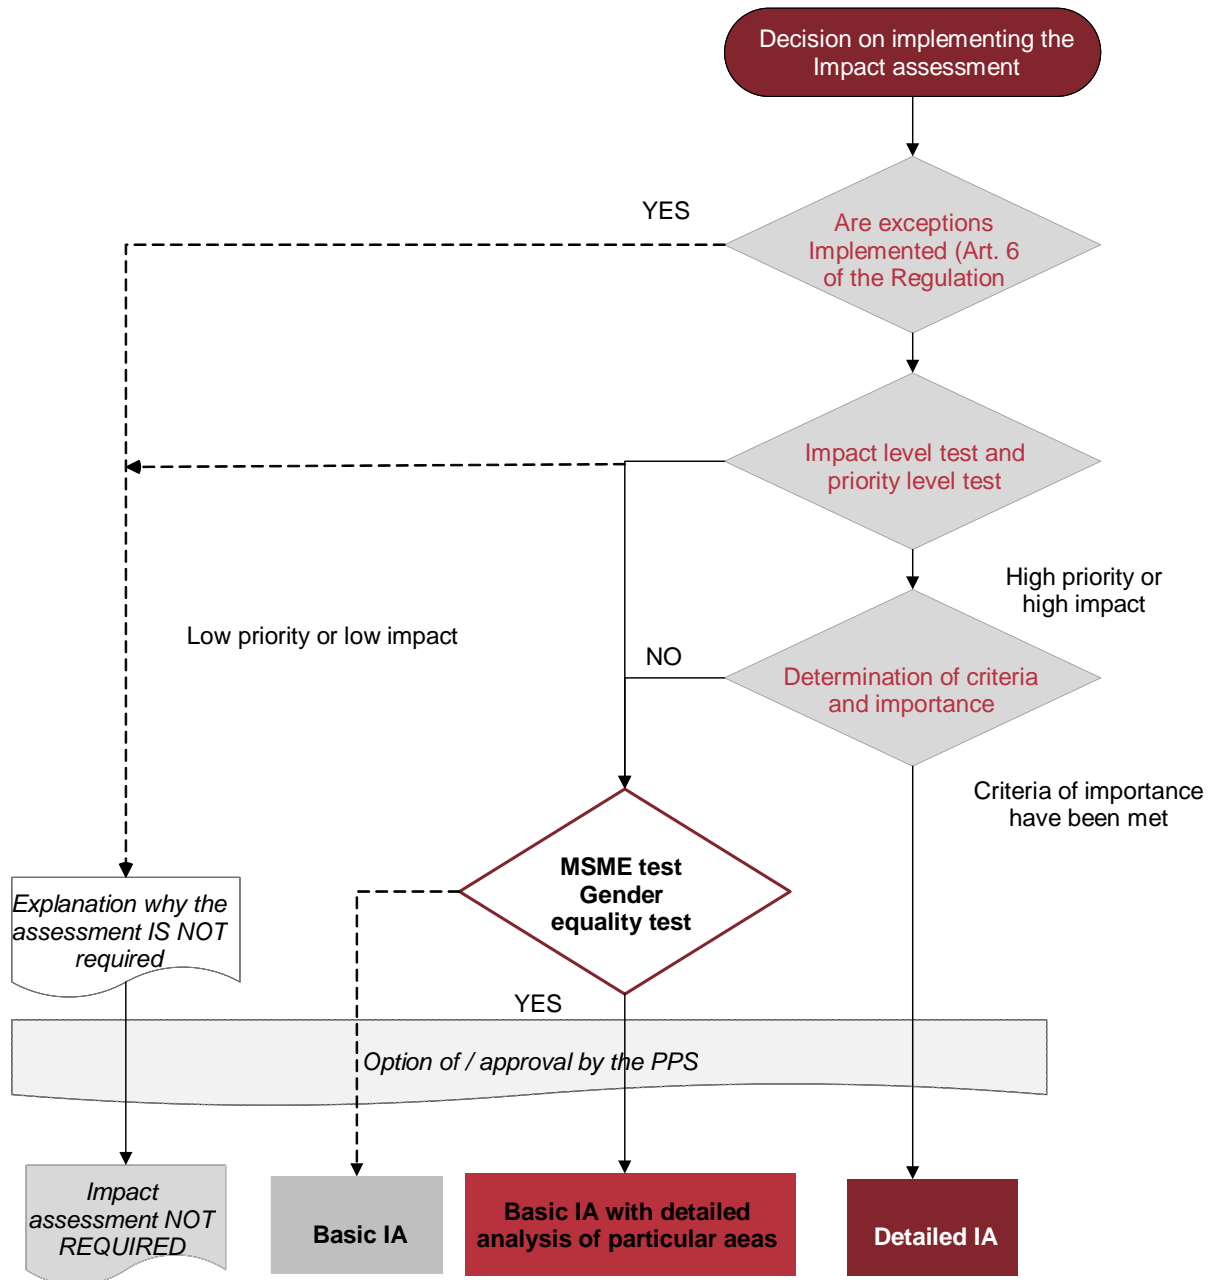 Decision on implementing the
Impact assessment
YES
Are exceptions
Implemented (Art. 6
of the Regulation
Impact level test and
priority level test
High priority or
high impact
Low priority or low impact
NO
Determination of criteria
and importance
Criteria of importance
have been met
MSME test
Gender
equality test
Explanation why the
assessment IS NOT
required
YES
Option of / approval by the PPS
Impact
assessment NOT
REQUIRED
Basic IA
Basic IA with detailed
analysis of particular aeas
Detailed IA